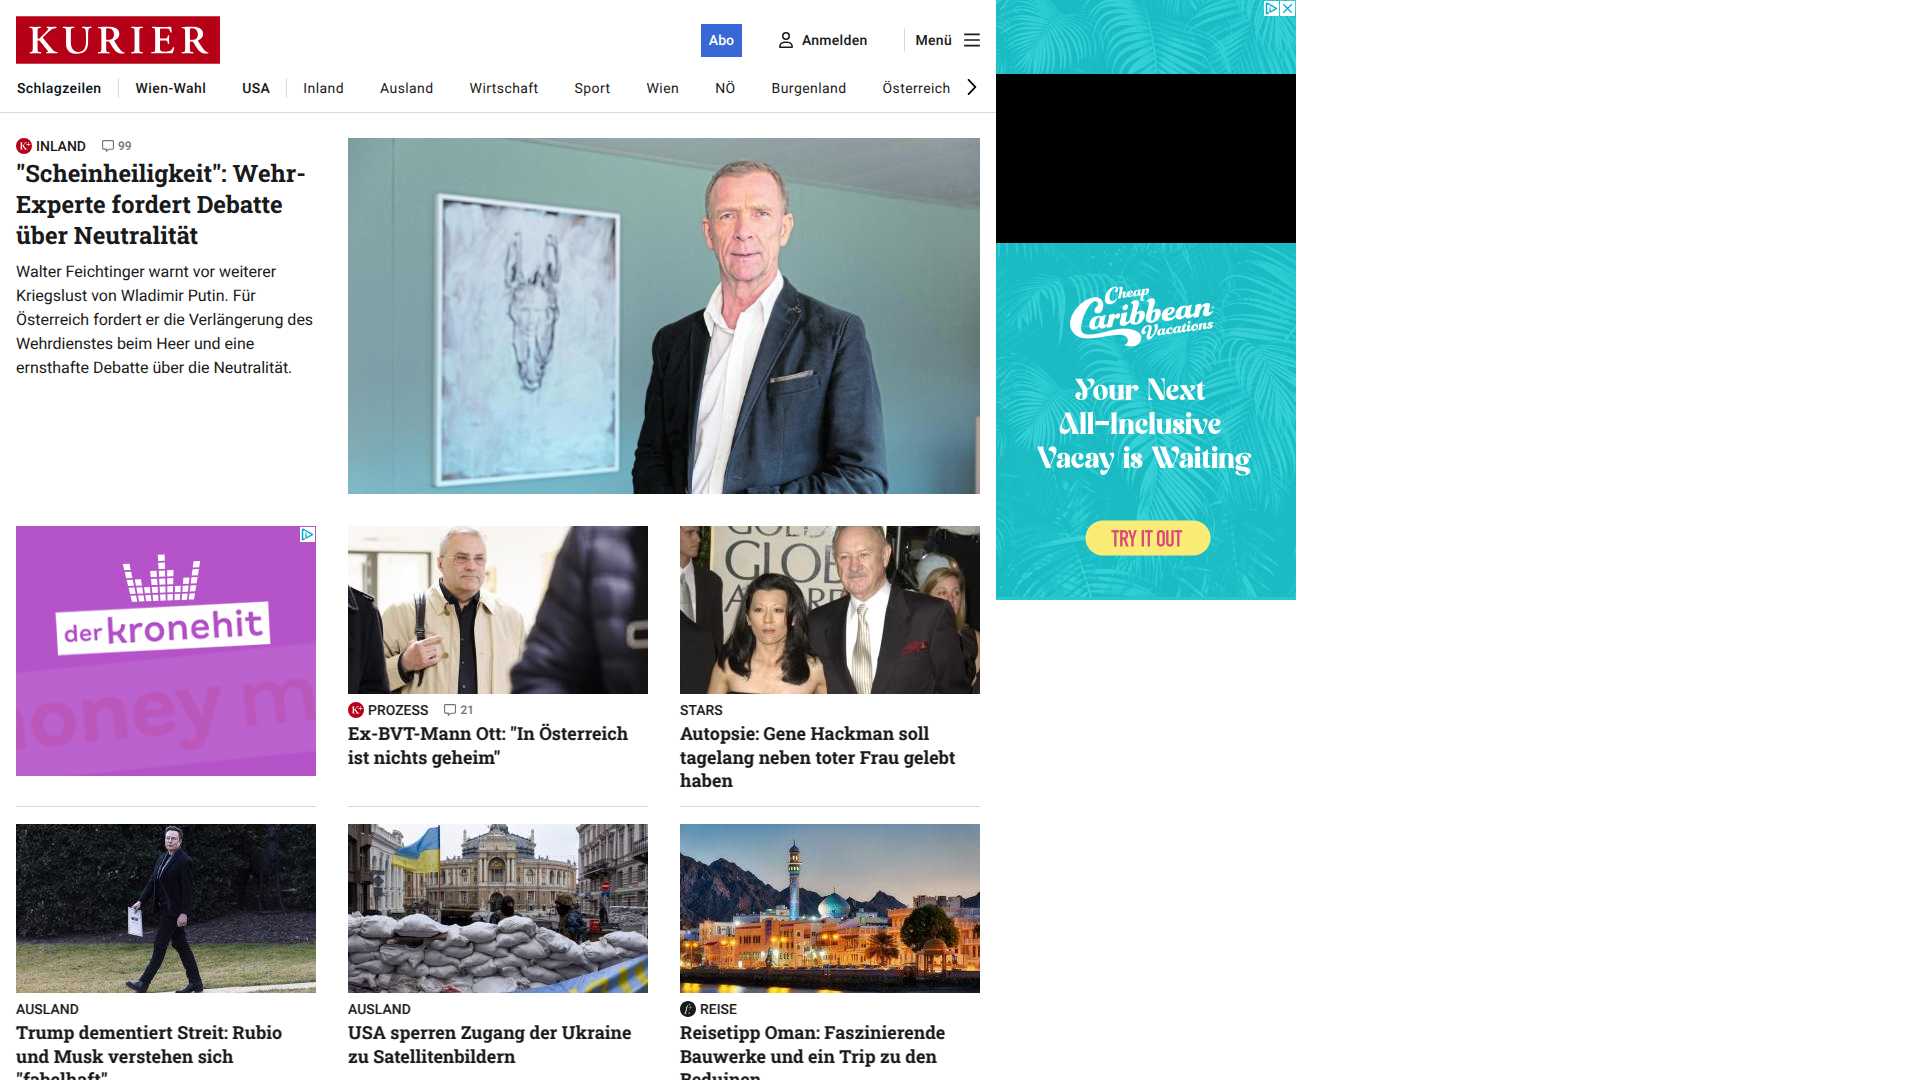 KURIER
Abo
Anmelden
Menü
Schlagzeilen
Wien-Wahl
USA
Inland
Ausland
Wirtschaft
Sport
Wien
NÖ
Burgenland
Österreich
INLAND
99
"Scheinheiligkeit": Wehr-
Experte fordert Debatte
über Neutralität
Walter Feichtinger warnt vor weiterer
Kriegslust von Wladimir Putin. Für
Österreich fordert er die Verlängerung des
Wehrdienstes beim Heer und eine
ernsthafte Debatte über die Neutralität.
Cheap
Caribbean
Vacations
Your Next
All-Inclusive
Vacay is Waiting
TRY IT OUT
der kronehit
money m
PROZESS
21
Ex-BVT-Mann Ott: "In Österreich
ist nichts geheim"
GOLD
GLOB
AWARD
STARS
Autopsie: Gene Hackman soll
tagelang neben toter Frau gelebt
haben
AUSLAND
Trump dementiert Streit: Rubio
und Musk verstehen sich
"fabelhaft"
AUSLAND
USA sperren Zugang der Ukraine
zu Satellitenbildern
REISE
Reisetipp Oman: Faszinierende
Bauwerke und ein Trip zu den
Beduinen